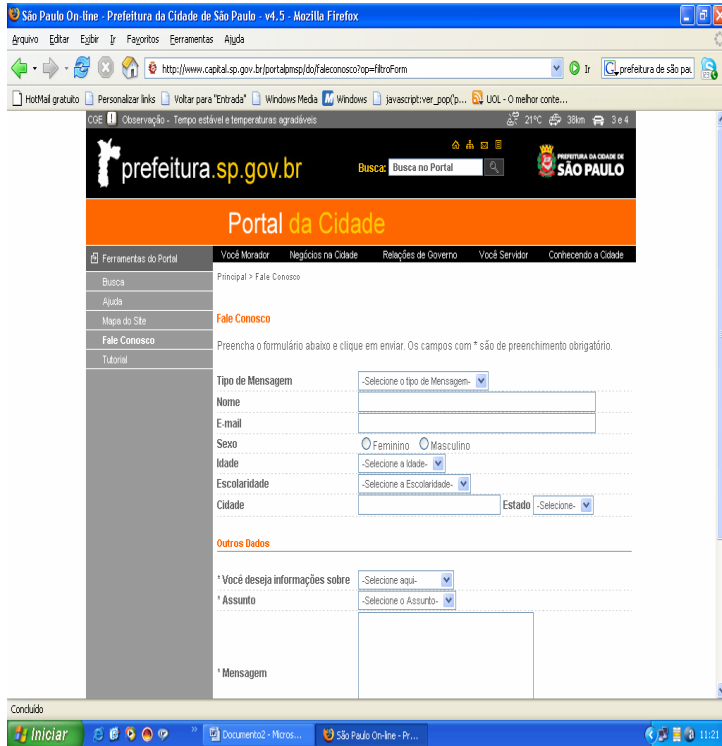 São Paulo On-line - Prefeitura da Cidade de São Paulo - v4.5 - Mozilla Firefox
Arquivo Editar Exibir Ir Favoritos Ferramentas Ajuda
http://www.capital.sp.gov.br/portalpmsp/do/faleconosco?op=filtroForm Ir prefeitura de são pau
HotMail gratuito Personalizar links Voltar para "Entrada" Windows Media Windows javascript:ver_pop('p... UOL - O melhor conte...
CGE Observação - Tempo estável e temperaturas agradáveis 21°C 38km 3 e 4
prefeitura.sp.gov.br
Busca: Busca no Portal
PREFEITURA DA CIDADE DE
SÃO PAULO
Portal da Cidade
Ferramentas do Portal
Você Morador Negócios na Cidade Relações de Governo Você Servidor Conhecendo a Cidade
Busca
Ajuda
Mapa do Site
Fale Conosco
Tutorial
Principal > Fale Conosco
Fale Conosco
Preencha o formulário abaixo e clique em enviar. Os campos com * são de preenchimento obrigatório.
Tipo de Mensagem -Selecione o tipo de Mensagem-
Nome
E-mail
Sexo Feminino Masculino
Idade -Selecione a Idade-
Escolaridade -Selecione a Escolaridade-
Cidade Estado -Selecione-
Outros Dados
* Você deseja informações sobre -Selecione aqui-
* Assunto -Selecione o Assunto-
* Mensagem
Concluído
Iniciar Documento2 - Micros... São Paulo On-line - Pr... 11:21